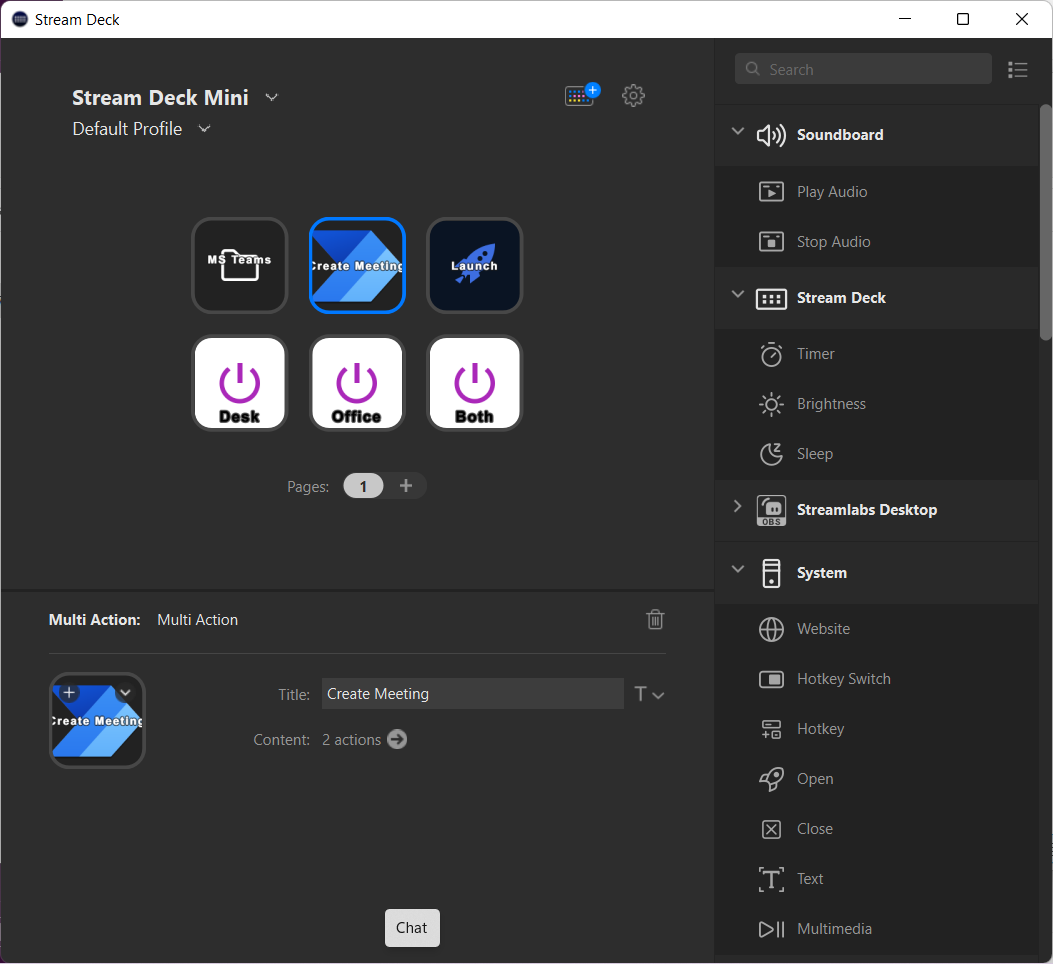 Stream Deck
Stream Deck Mini
Default Profile
MS Teams
Create Meeting
Launch
Desk
Office
Both
Pages: 1 +
Multi Action: Multi Action
Create Meeting
Title: Create Meeting
T
Content: 2 actions
Chat
Search
Soundboard
Play Audio
Stop Audio
Stream Deck
Timer
Brightness
Sleep
OBS
Streamlabs Desktop
System
Website
Hotkey Switch
Hotkey
Open
Close
Text
Multimedia